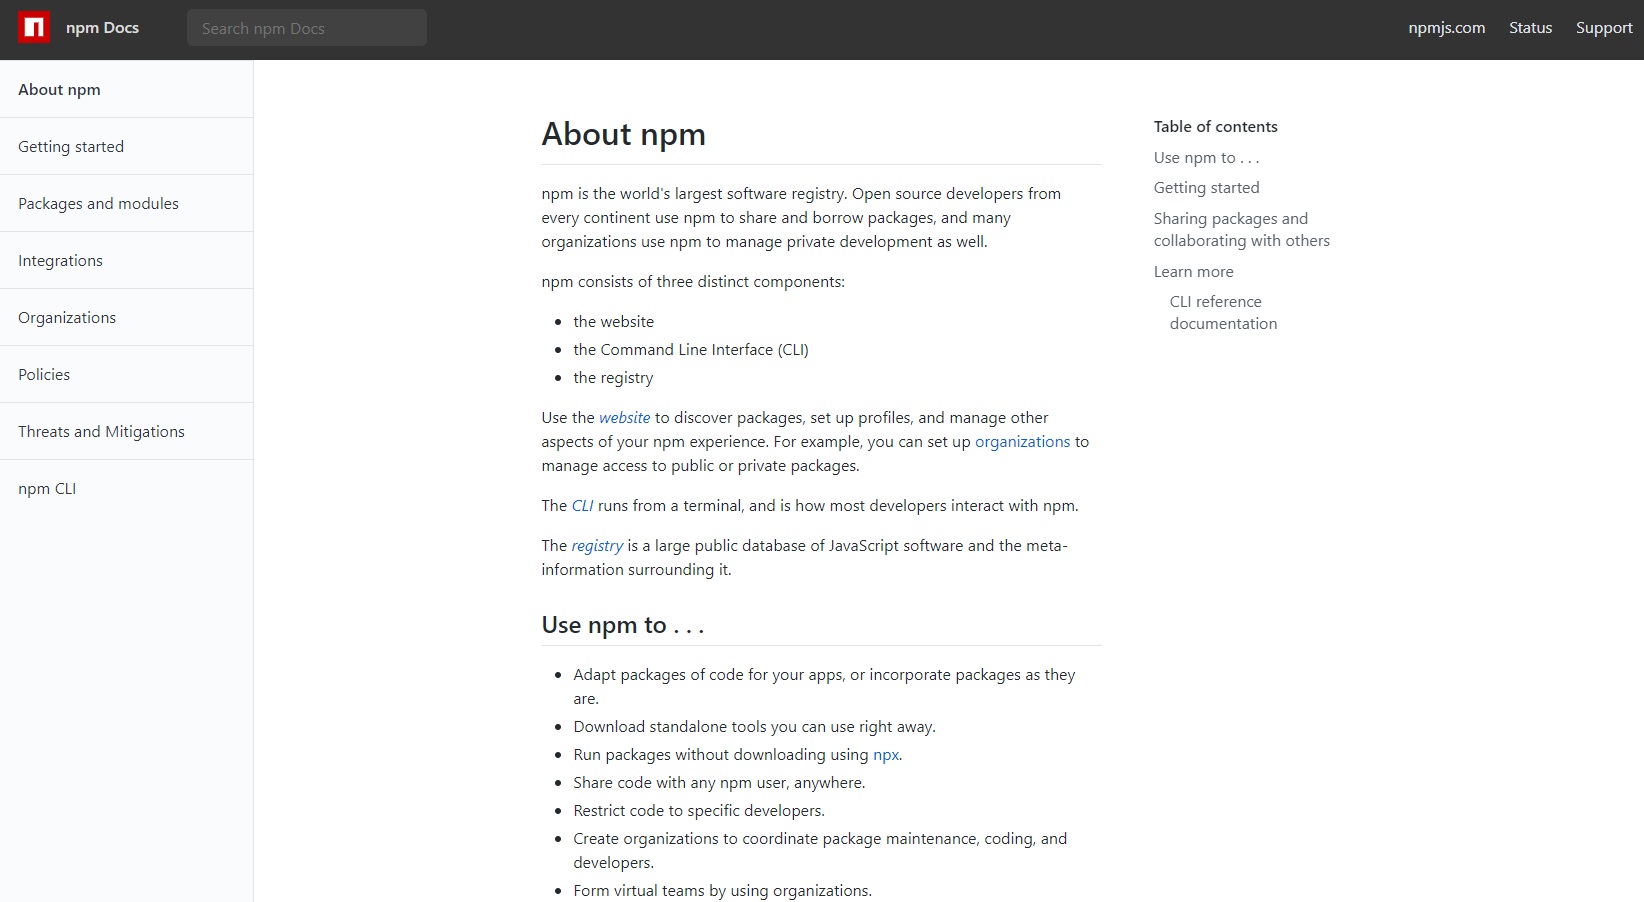 npm Docs
Search npm Docs
npmjs.com
Status
Support
About npm
Getting started
Packages and modules
Integrations
Organizations
Policies
Threats and Mitigations
npm CLI
About npm
npm is the world's largest software registry. Open source developers from
every continent use npm to share and borrow packages, and many
organizations use npm to manage private development as well.
npm consists of three distinct components:
the website
the Command Line Interface (CLI)
the registry
Use the website to discover packages, set up profiles, and manage other
aspects of your npm experience. For example, you can set up organizations to
manage access to public or private packages.
The CLI runs from a terminal, and is how most developers interact with npm.
The registry is a large public database of JavaScript software and the meta-
information surrounding it.
Use npm to . . .
Adapt packages of code for your apps, or incorporate packages as they
are.
Download standalone tools you can use right away.
Run packages without downloading using npx.
Share code with any npm user, anywhere.
Restrict code to specific developers.
Create organizations to coordinate package maintenance, coding, and
developers.
Form virtual teams by using organizations.
Table of contents
Use npm to . . .
Getting started
Sharing packages and
collaborating with others
Learn more
CLI reference
documentation